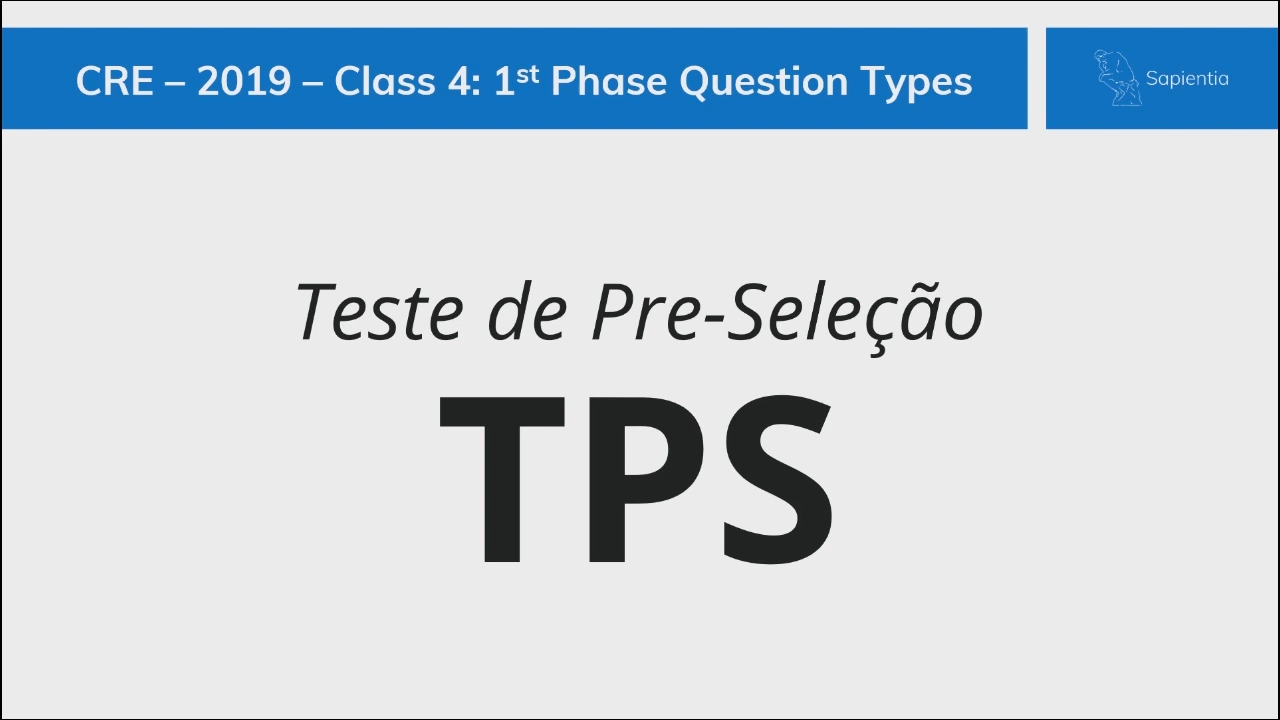 CRE – 2019 – Class 4: 1st Phase Question Types
Sapientia
Teste de Pre-Seleção
TPS